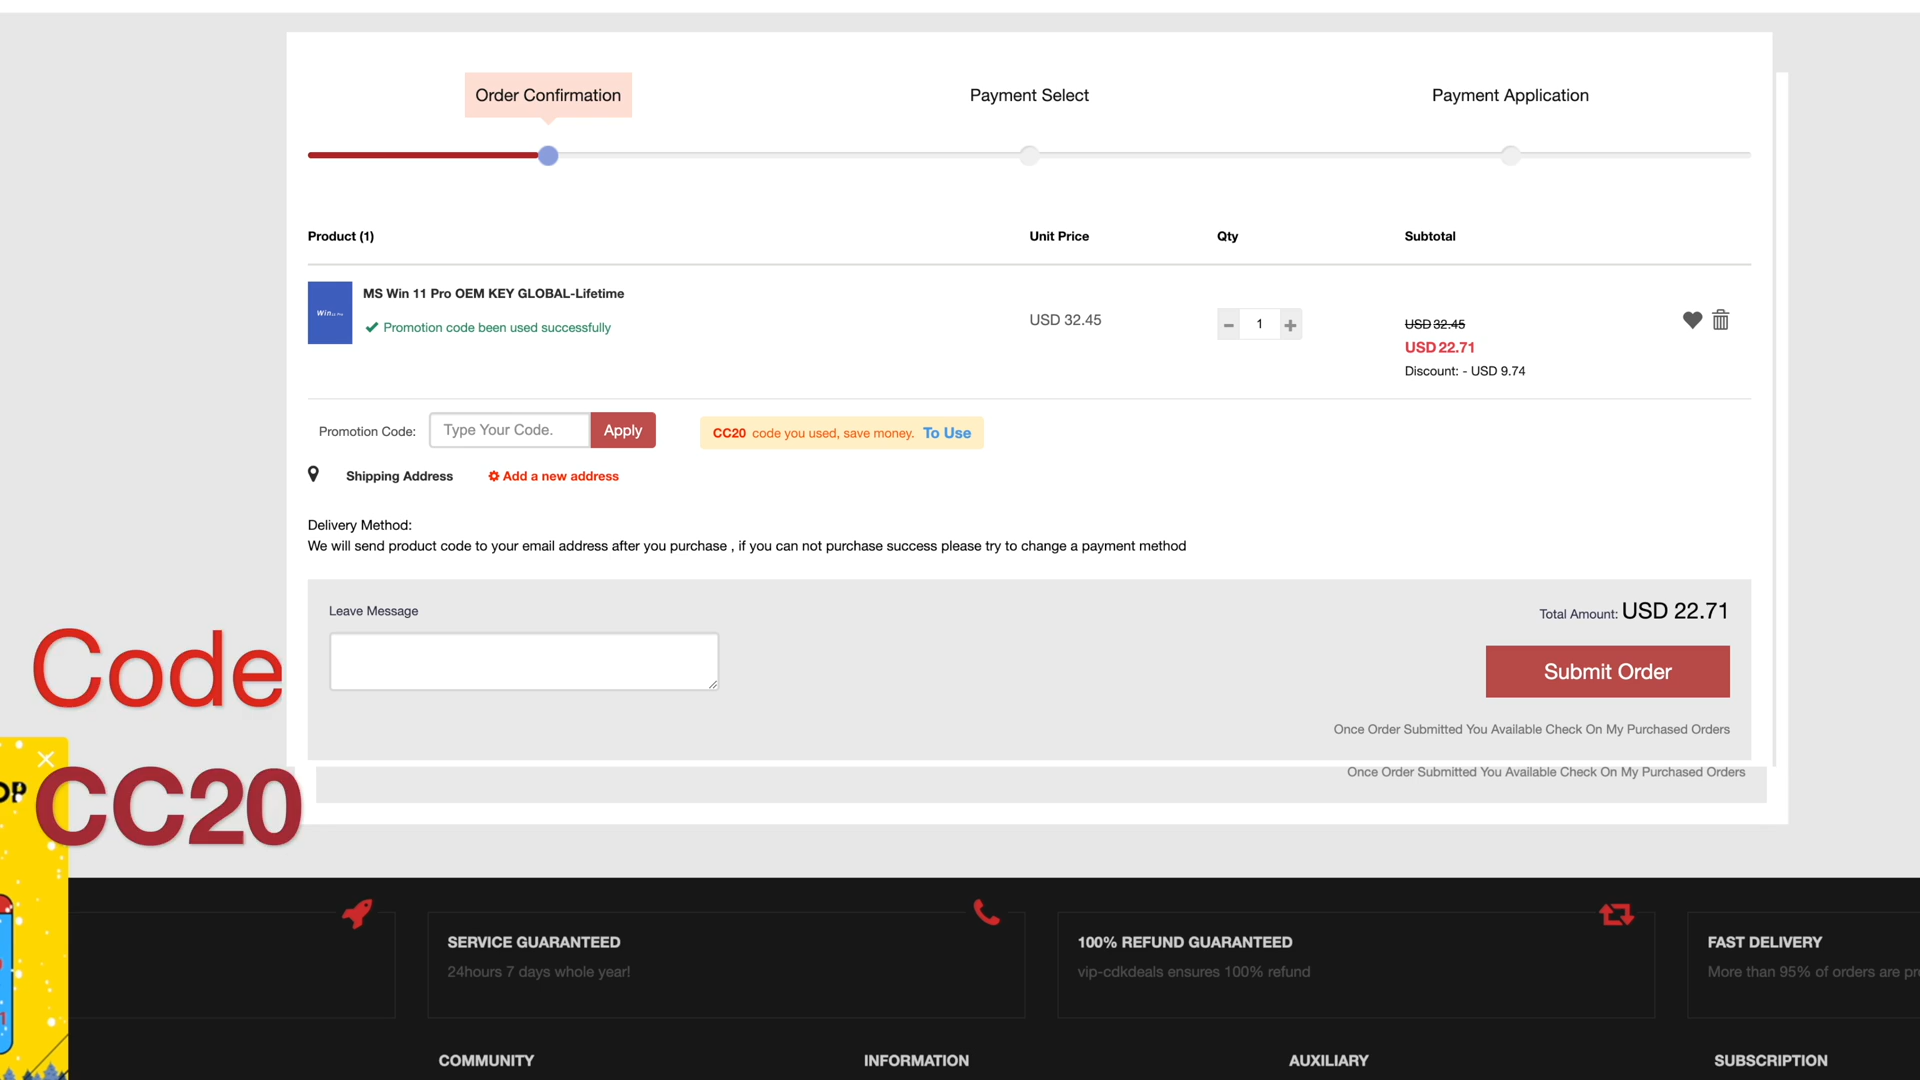 Order Confirmation
Payment Select
Payment Application
Product (1)
Unit Price
Qty
Subtotal
MS Win 11 Pro OEM KEY GLOBAL-Lifetime
Promotion code been used successfully
USD 32.45
1
USD 32.45
USD 22.71
Discount: - USD 9.74
Promotion Code:
Type Your Code.
Apply
CC20 code you used, save money. To Use
Shipping Address
Add a new address
Delivery Method:
We will send product code to your email address after you purchase , if you can not purchase success please try to change a payment method
Leave Message
Total Amount: USD 22.71
Submit Order
Once Order Submitted You Available Check On My Purchased Orders
Once Order Submitted You Available Check On My Purchased Orders
Code
CC20
SERVICE GUARANTEED
24hours 7 days whole year!
100% REFUND GUARANTEED
vip-cdkdeals ensures 100% refund
FAST DELIVERY
More than 95% of orders are
COMMUNITY
INFORMATION
AUXILIARY
SUBSCRIPTION